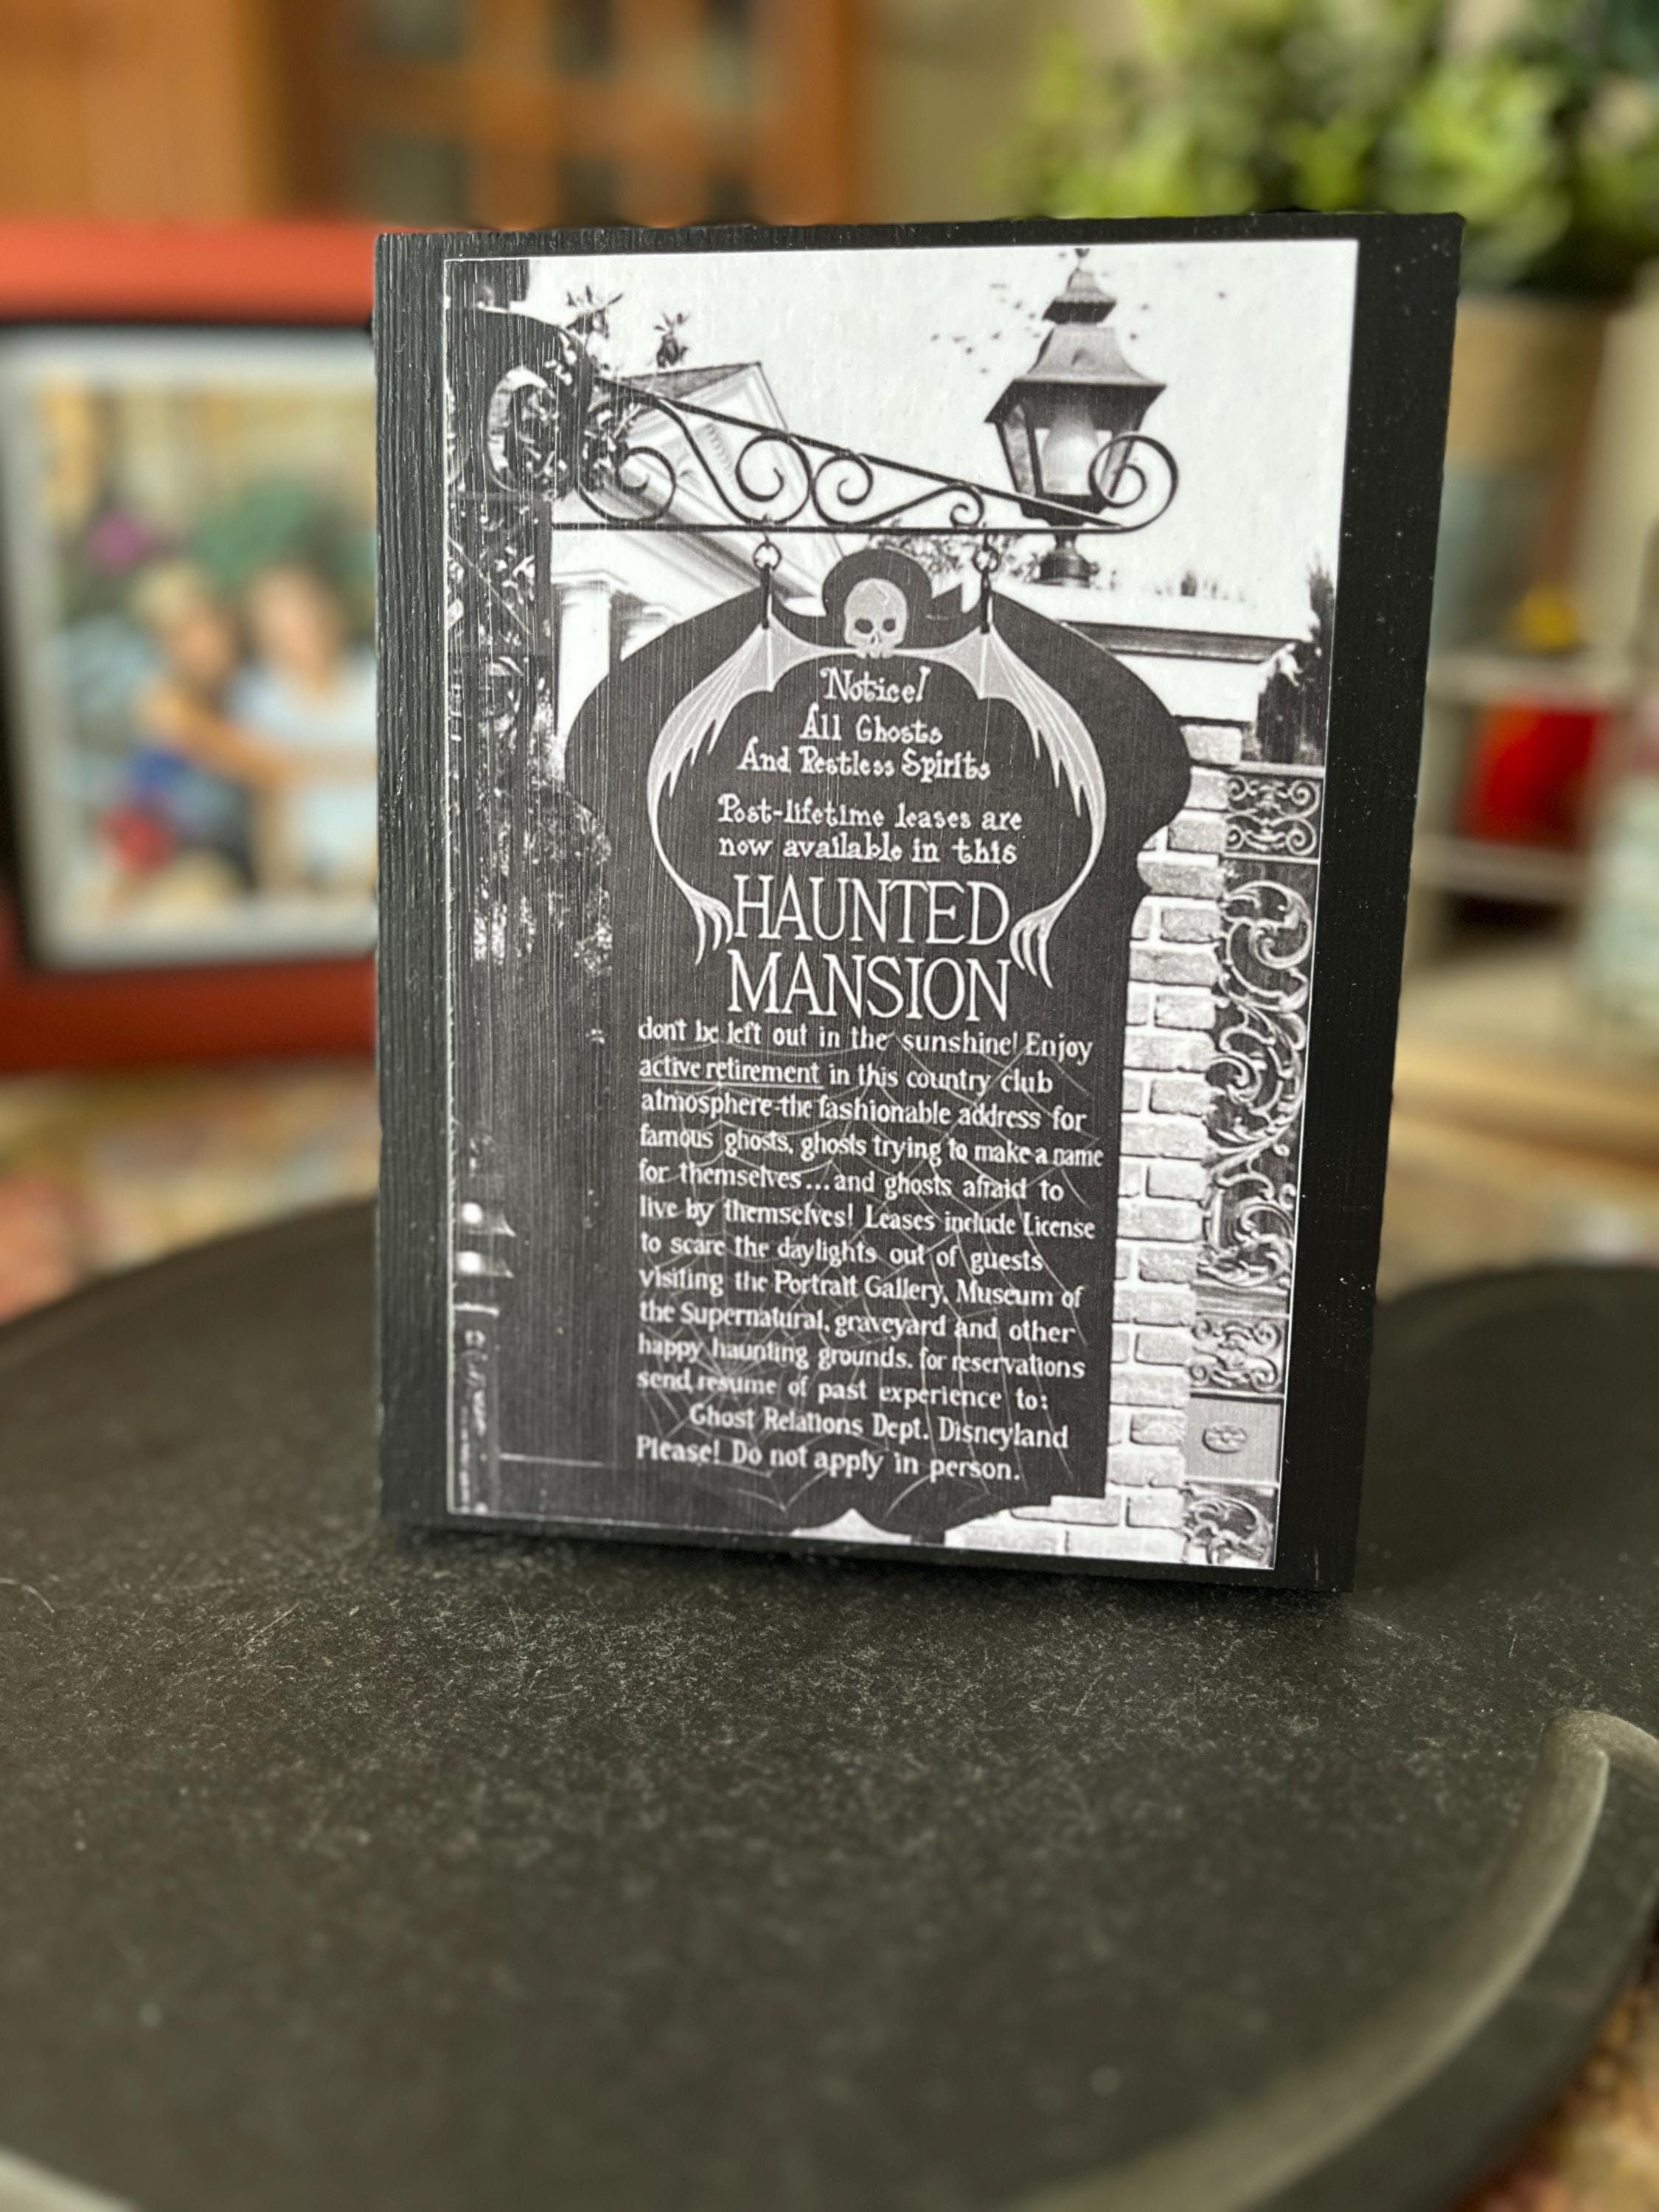 Notice!
All Ghosts
And Restless Spirits
Post-lifetime leases are
now available in this
HAUNTED
MANSION
don't be left out in the sunshine! Enjoy
active retirement in this country club
atmosphere-the fashionable address for
famous ghosts, ghosts trying to make a name
for themselves...and ghosts afraid to
live by themselves! Leases include License
to scare the daylights out of guests
visiting the Portrait Gallery, Museum of
the Supernatural, graveyard and other
happy haunting grounds. for reservations
send resume of past experience to:
Ghost Relations Dept. Disneyland
Please! Do not apply in person.